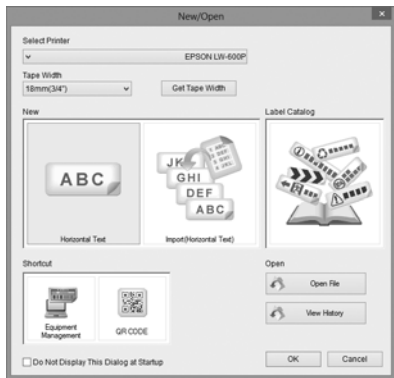 New/Open
Select Printer
EPSON LW-600P
Tape Width
18mm(3/4")
Get Tape Width
New
Label Catalog
ABC
JK
GHI
DEF
ABC
Horizontal Text
Import(Horizontal Text)
Shortcut
Open
Open File
View History
Equipment
Management
QR CODE
Do Not Display This Dialog at Startup
OK
Cancel